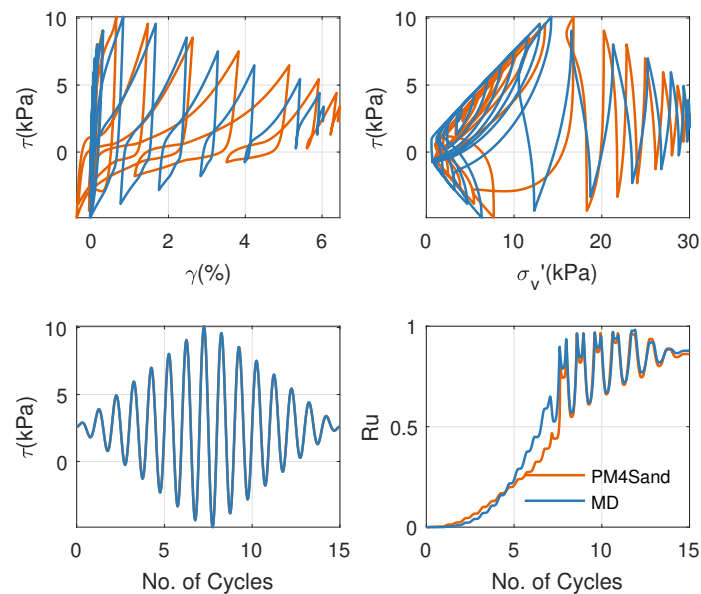 10
5
0
τ(kPa)
0 2 4 6
γ(%)
10
5
0
τ(kPa)
0 10 20 30
σv'(kPa)
10
5
0
τ(kPa)
0 5 10 15
No. of Cycles
1
0.5
0
Ru
PM4Sand
MD
0 5 10 15
No. of Cycles